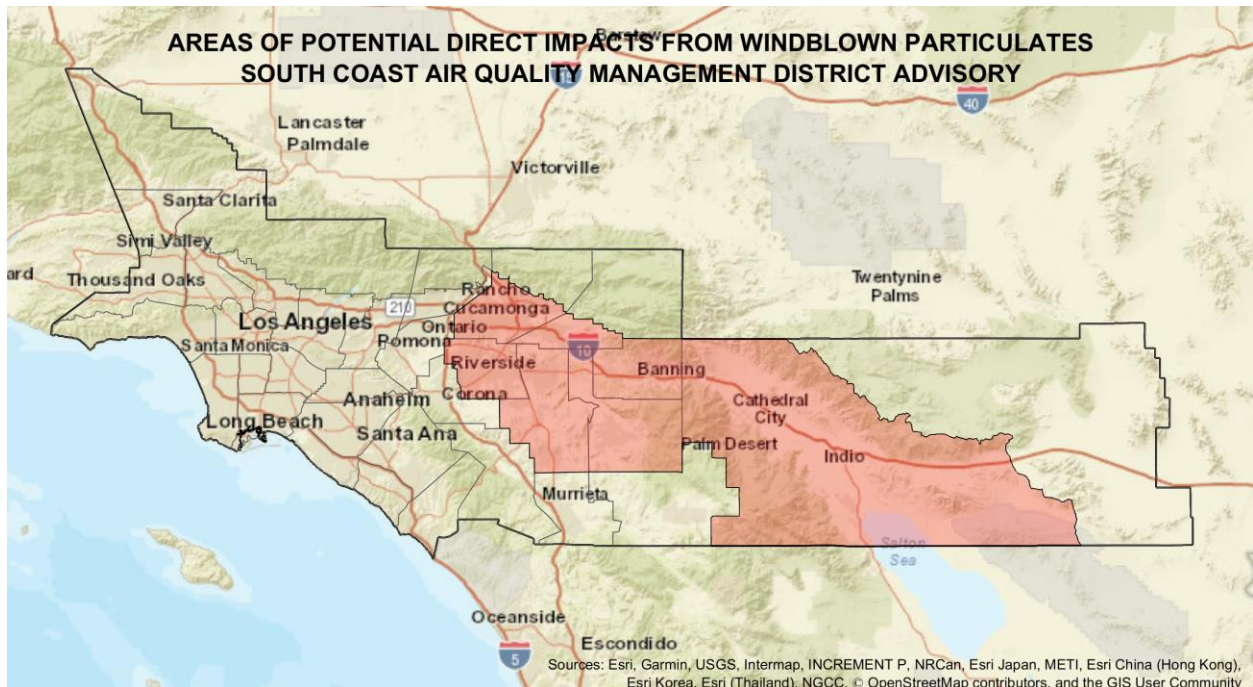 AREAS OF POTENTIAL DIRECT IMPACTS FROM WINDBLOWN PARTICULATES
Barstow
SOUTH COAST AIR QUALITY MANAGEMENT DISTRICT ADVISORY
15
40
Lancaster
Palmdale
Victorville
Santa Clarita
Simi Valley
ard
Thousand Oaks
Twentynine
Palms
Rancho
Cucamonga
210
Los Angeles
Ontario
Pomona
Santa Monica
10
Riverside
Banning
Corona
Anaheim
Cathedral
City
Long Beach
Santa Ana
Palm Desert
Indio
Murrieta
Salton
Sea
Oceanside
Escondido
5
Sources: Esri, Garmin, USGS, Intermap, INCREMENT P, NRCan, Esri Japan, METI, Esri China (Hong Kong),
Esri Korea, Esri (Thailand), NGCC, © OpenStreetMap contributors, and the GIS User Community